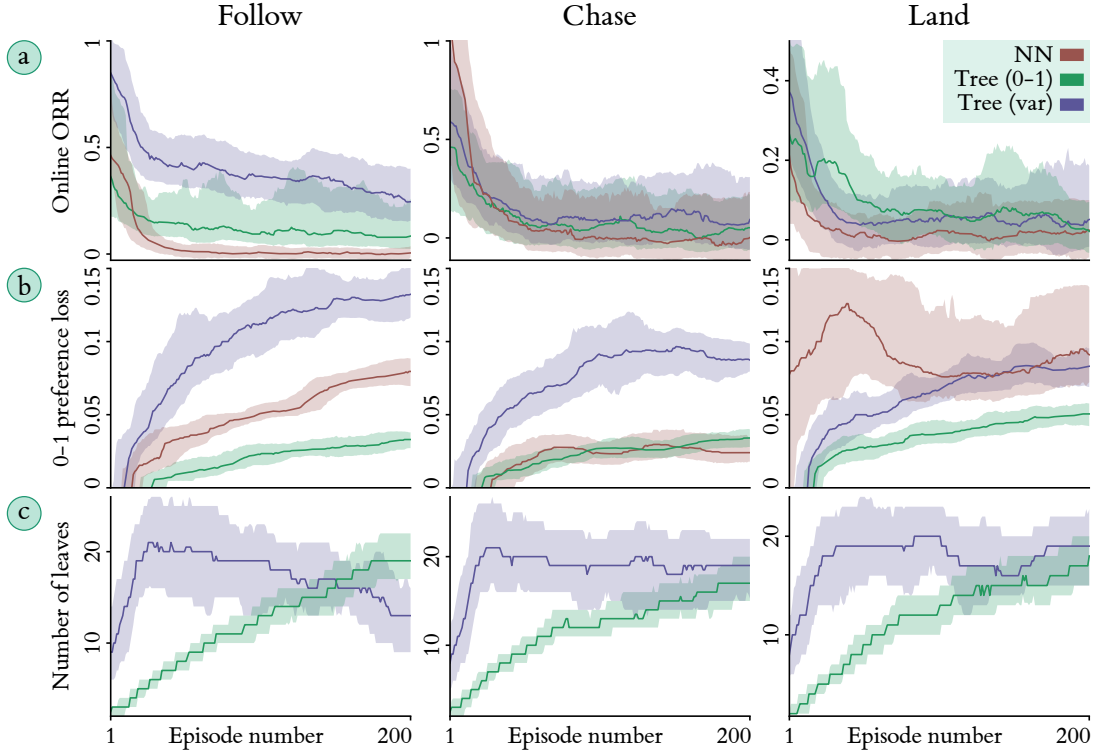 Follow
Chase
Land
a
Online ORR
1
0.5
0
1
0.5
0
0.4
0.2
0
NN
Tree (0–1)
Tree (var)
b
0–1 preference loss
0.15
0.1
0.05
0
0.15
0.1
0.05
0
0.15
0.1
0.05
0
c
Number of leaves
20
10
20
10
20
10
1 Episode number 200
1 Episode number 200
1 Episode number 200